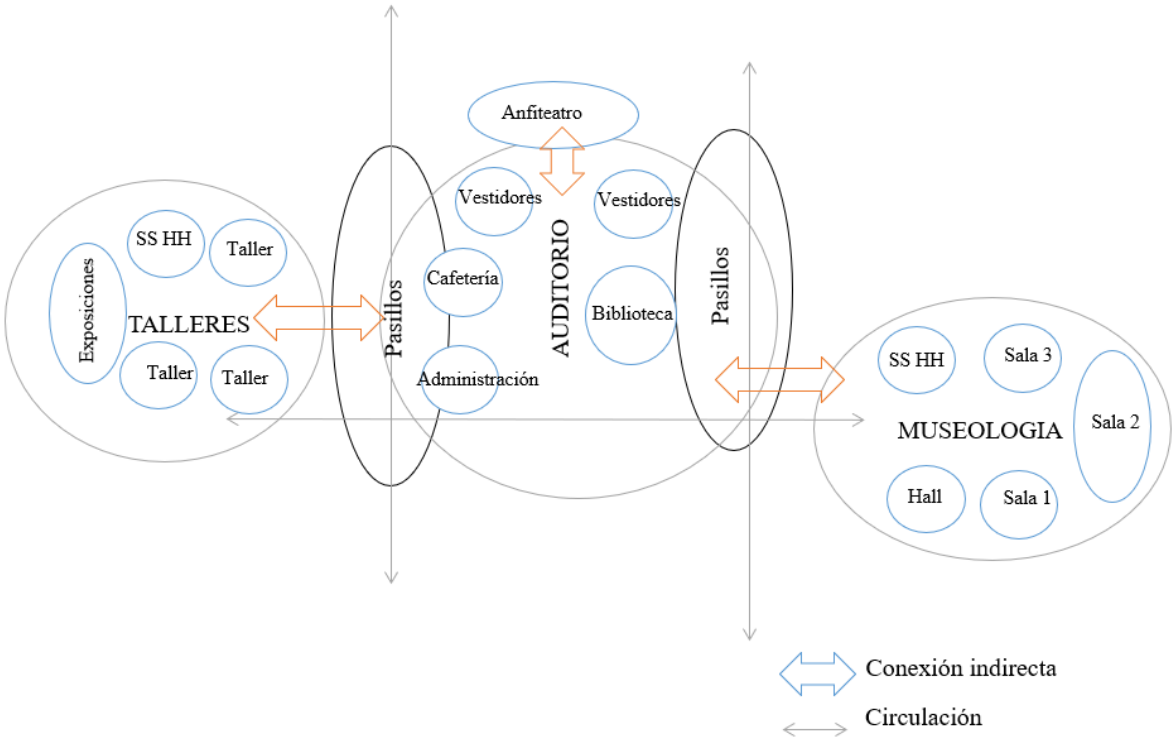 Anfiteatro
Vestidores
Vestidores
SS HH
Taller
Cafetería
AUDITORIO
Pasillos
Exposiciones
TALLERES
Pasillos
Biblioteca
Taller
Taller
Administración
SS HH
Sala 3
MUSEOLOGIA
Sala 2
Hall
Sala 1
Conexión indirecta
Circulación